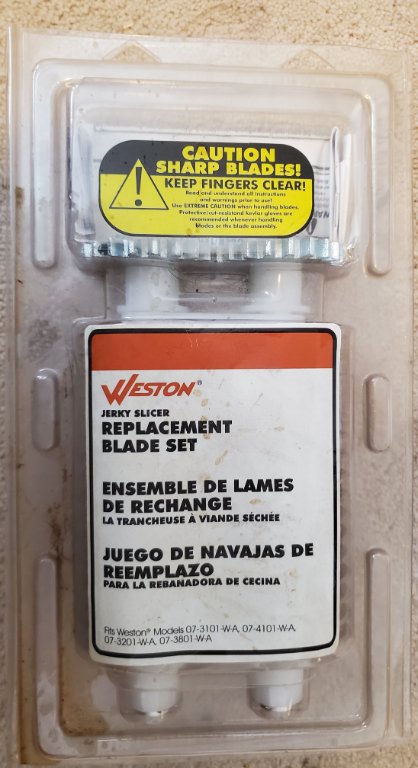 CAUTION
SHARP BLADES!
KEEP FINGERS CLEAR!
Read and understand all instructions
and warnings prior to use!
Use EXTREME CAUTION when handling blades.
Protective/cut-resistand kevlar gloves are
recommended whenever handling
blades or the blade assembly.
WESTON®
JERKY SLICER
REPLACEMENT
BLADE SET
ENSEMBLE DE LAMES
DE RECHANGE
LA TRANCHEUSE À VIANDE SÉCHÉE
JUEGO DE NAVAJAS DE
REEMPLAZO
PARA LA REBANADORA DE CECINA
Fits Weston® Models 07-3101-W-A, 07-4101-W-A,
07-3201-W-A, 07-3801-W-A